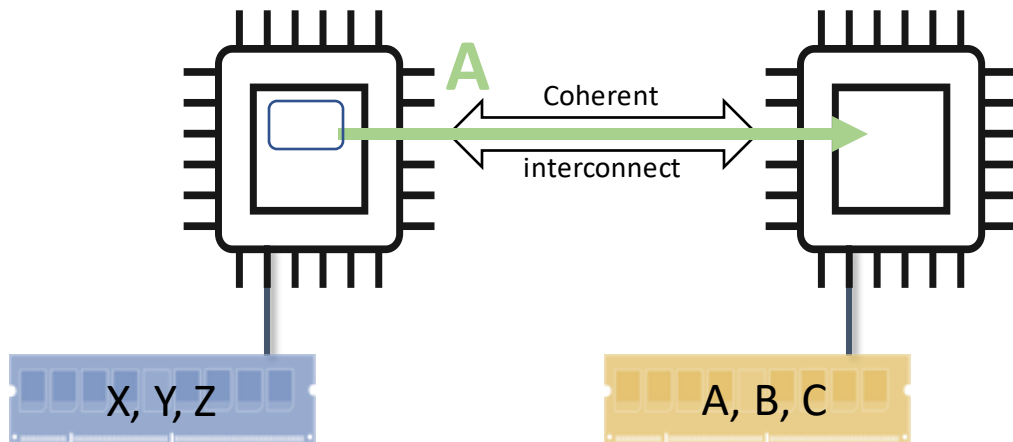 A
Coherent
interconnect
X, Y, Z
A, B, C